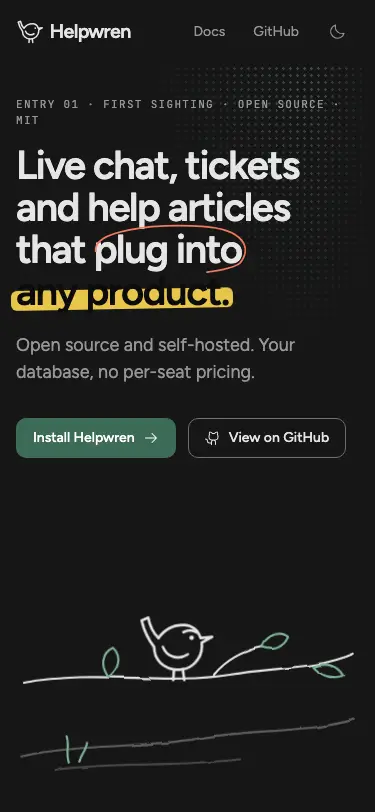 Helpwren
Docs
GitHub
ENTRY 01 · FIRST SIGHTING · OPEN SOURCE ·
MIT
Live chat, tickets
and help articles
that plug into
any product.
Open source and self-hosted. Your
database, no per-seat pricing.
Install Helpwren →
View on GitHub